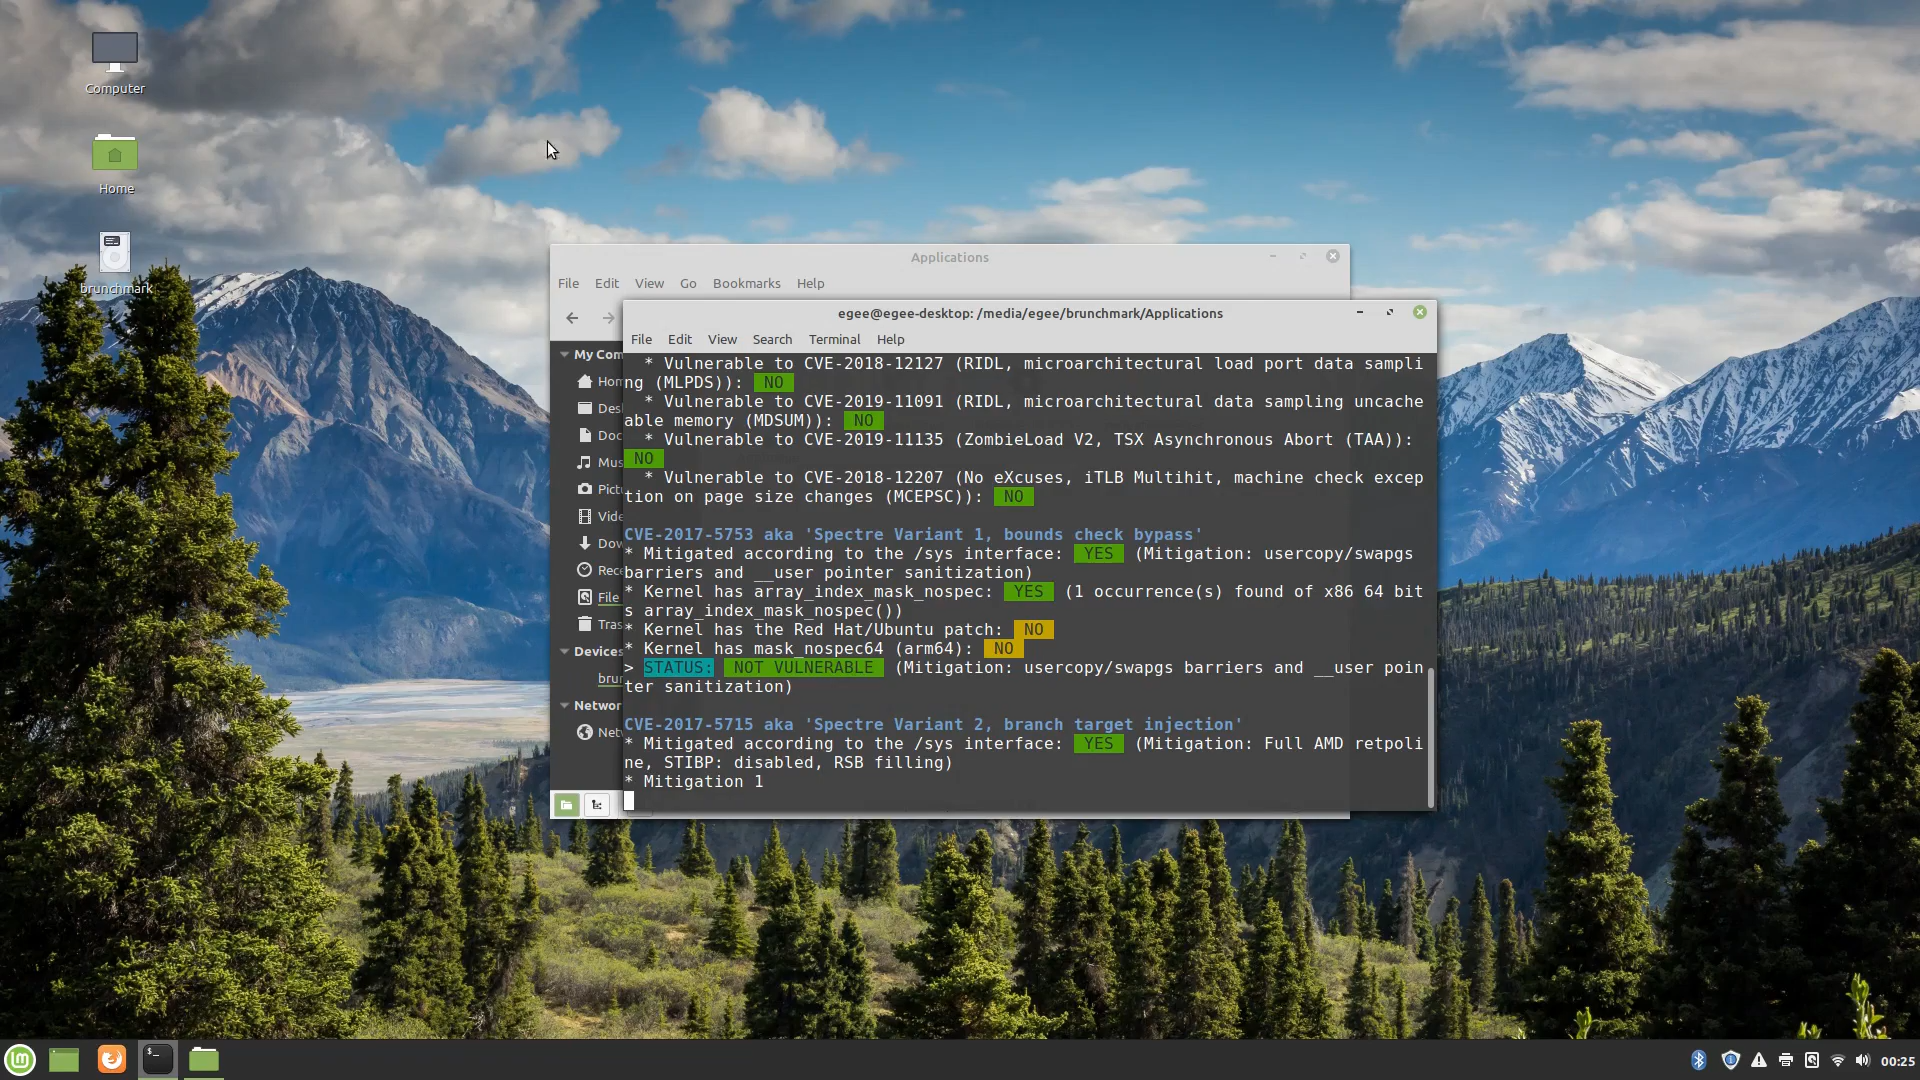 Computer
Home
brunchmark
Applications
File Edit View Go Bookmarks Help
My Com
Hom
Desk
Doc
Mus
Pict
Vide
Dow
Rece
File
Tras
Devices
brun
Networ
Netw
egee@egee-desktop: /media/egee/brunchmark/Applications
File Edit View Search Terminal Help
* Vulnerable to CVE-2018-12127 (RIDL, microarchitectural load port data sampli
ng (MLPDS)): NO
* Vulnerable to CVE-2019-11091 (RIDL, microarchitectural data sampling uncache
able memory (MDSUM)): NO
* Vulnerable to CVE-2019-11135 (ZombieLoad V2, TSX Asynchronous Abort (TAA)):
NO
* Vulnerable to CVE-2018-12207 (No eXcuses, iTLB Multihit, machine check excep
tion on page size changes (MCEPSC)): NO
CVE-2017-5753 aka 'Spectre Variant 1, bounds check bypass'
* Mitigated according to the /sys interface: YES (Mitigation: usercopy/swapgs
barriers and __user pointer sanitization)
* Kernel has array_index_mask_nospec: YES (1 occurrence(s) found of x86 64 bit
s array_index_mask_nospec())
* Kernel has the Red Hat/Ubuntu patch: NO
* Kernel has mask_nospec64 (arm64): NO
> STATUS: NOT VULNERABLE (Mitigation: usercopy/swapgs barriers and __user poin
ter sanitization)
CVE-2017-5715 aka 'Spectre Variant 2, branch target injection'
* Mitigated according to the /sys interface: YES (Mitigation: Full AMD retpoli
ne, STIBP: disabled, RSB filling)
* Mitigation 1
00:25